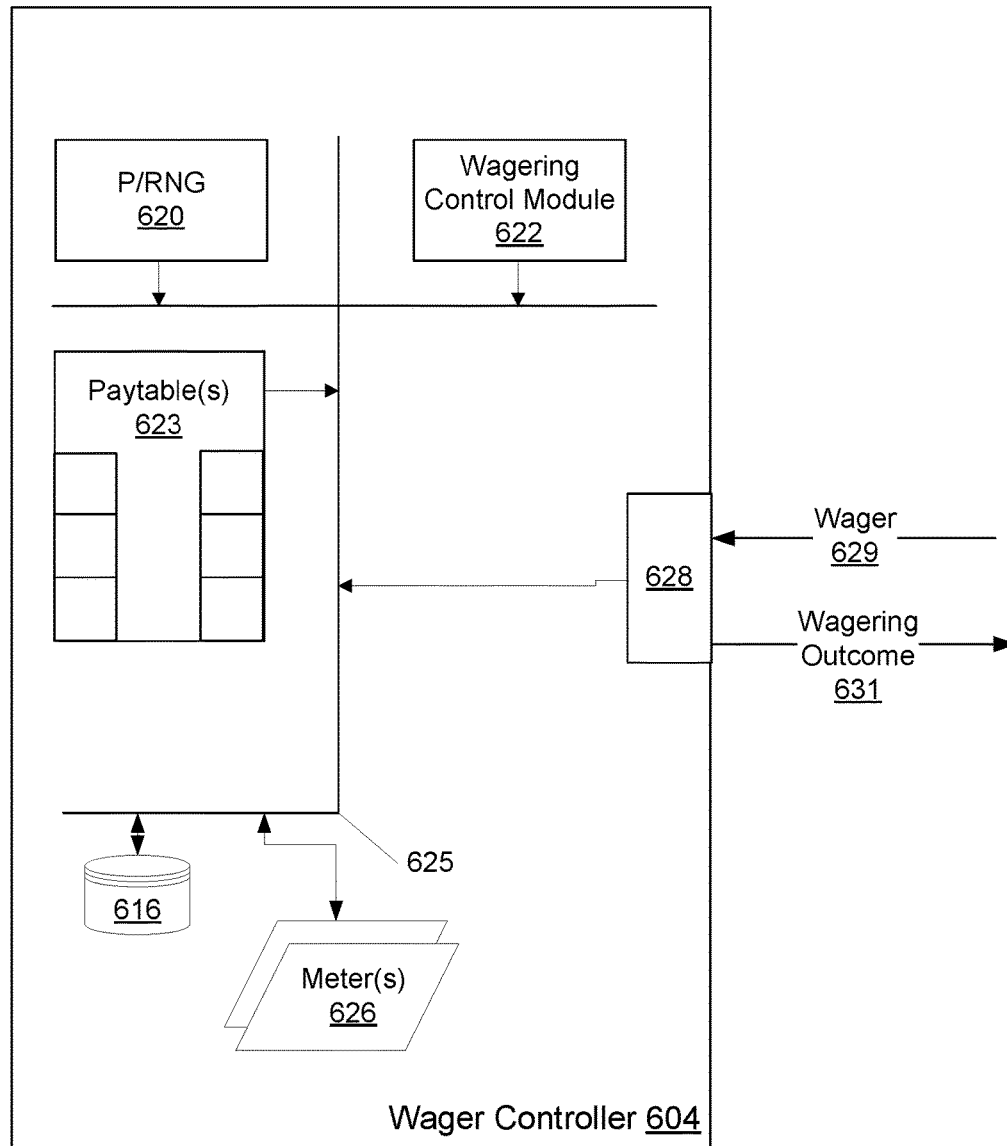 P/RNG
620
Wagering
Control Module
622
Paytable(s)
623
628
Wager
629
Wagering
Outcome
631
625
616
Meter(s)
626
Wager Controller 604